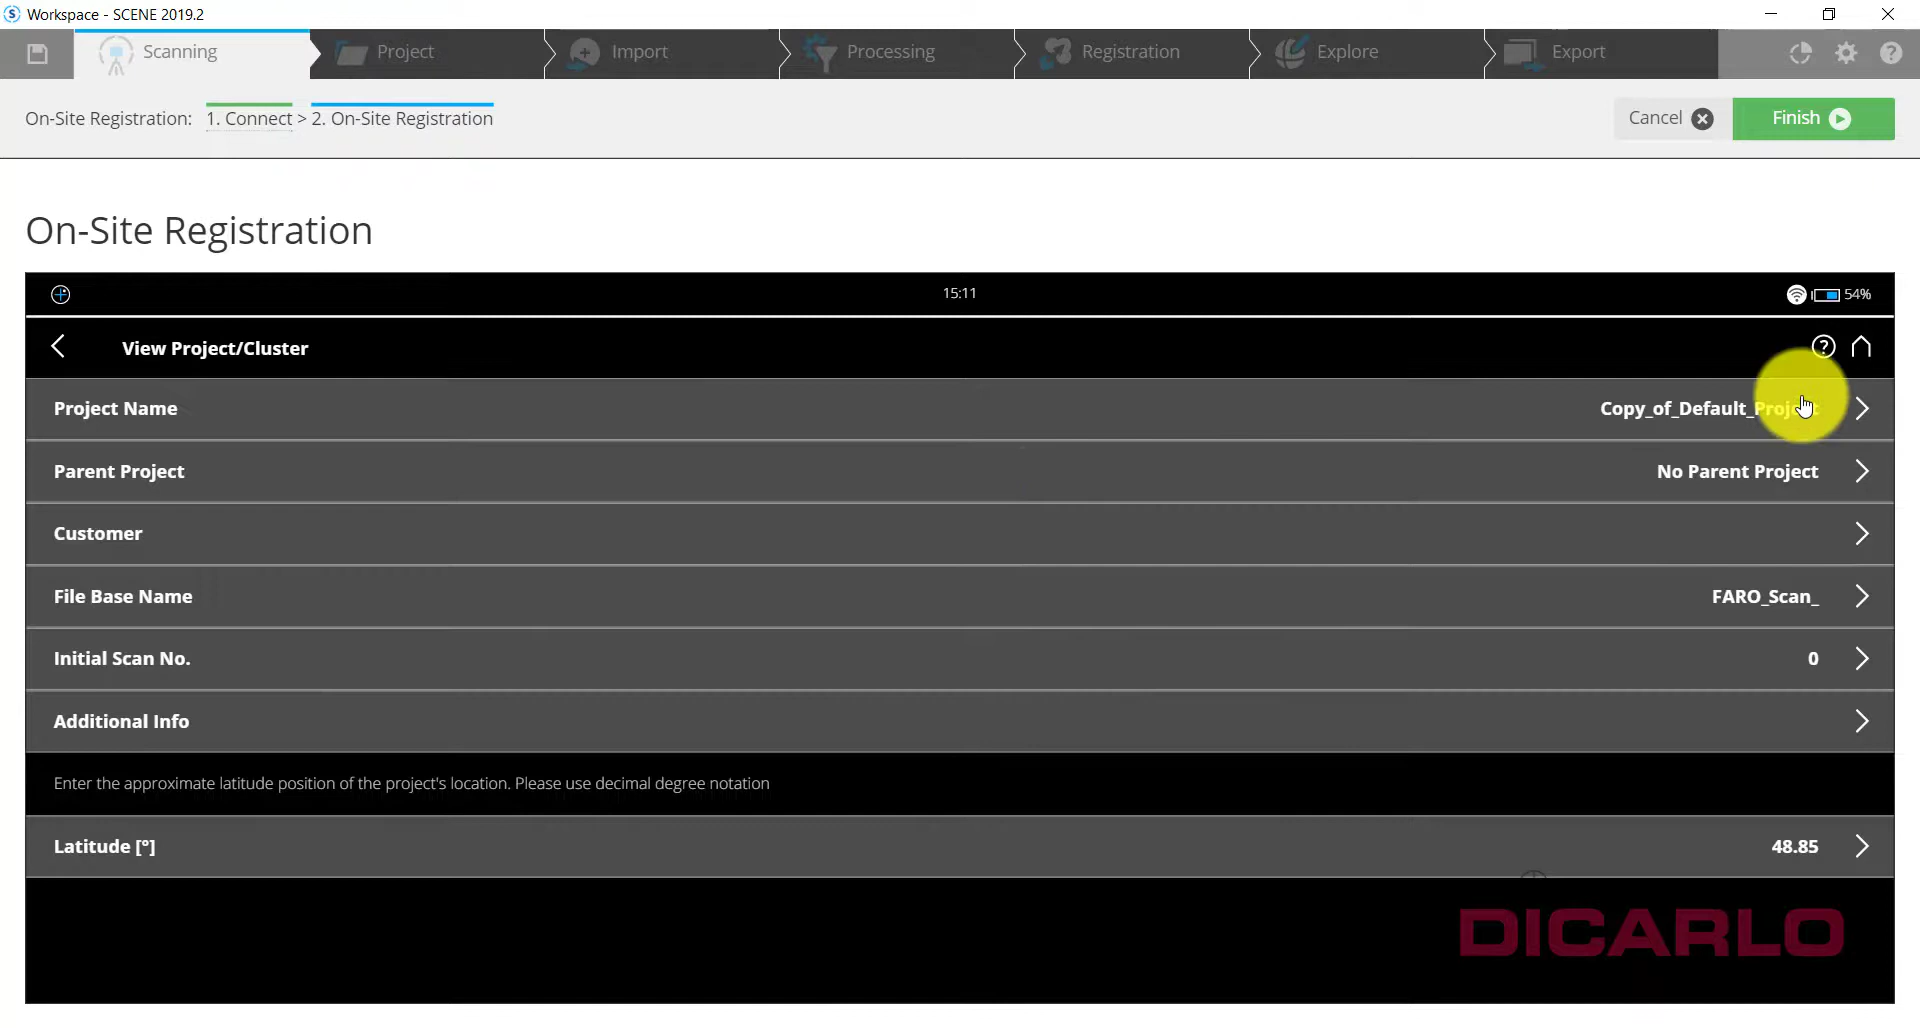 Workspace - SCENE 2019.2
Scanning
Project
Import
Processing
Registration
Explore
Export
On-Site Registration: 1. Connect > 2. On-Site Registration
Cancel
Finish
On-Site Registration
15:11
54%
View Project/Cluster
Project Name
Copy_of_Default_Project
Parent Project
No Parent Project
Customer
File Base Name
FARO_Scan_
Initial Scan No.
0
Additional Info
Enter the approximate latitude position of the project's location. Please use decimal degree notation
Latitude [°]
48.85
DICARLO